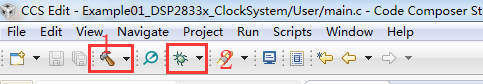 CCS Edit - Example01_DSP2833x_ClockSystem/User/main.c - Code Composer St
File Edit View Navigate Project Run Scripts Window Help
1 2